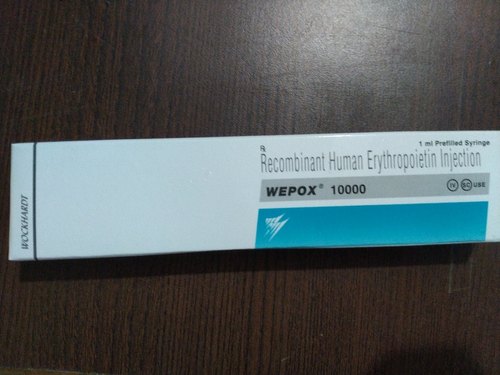 1 ml Prefilled Syringe
℞
Recombinant Human Erythropoietin Injection
WEPOX® 10000
IV SC USE
WOCKHARDT